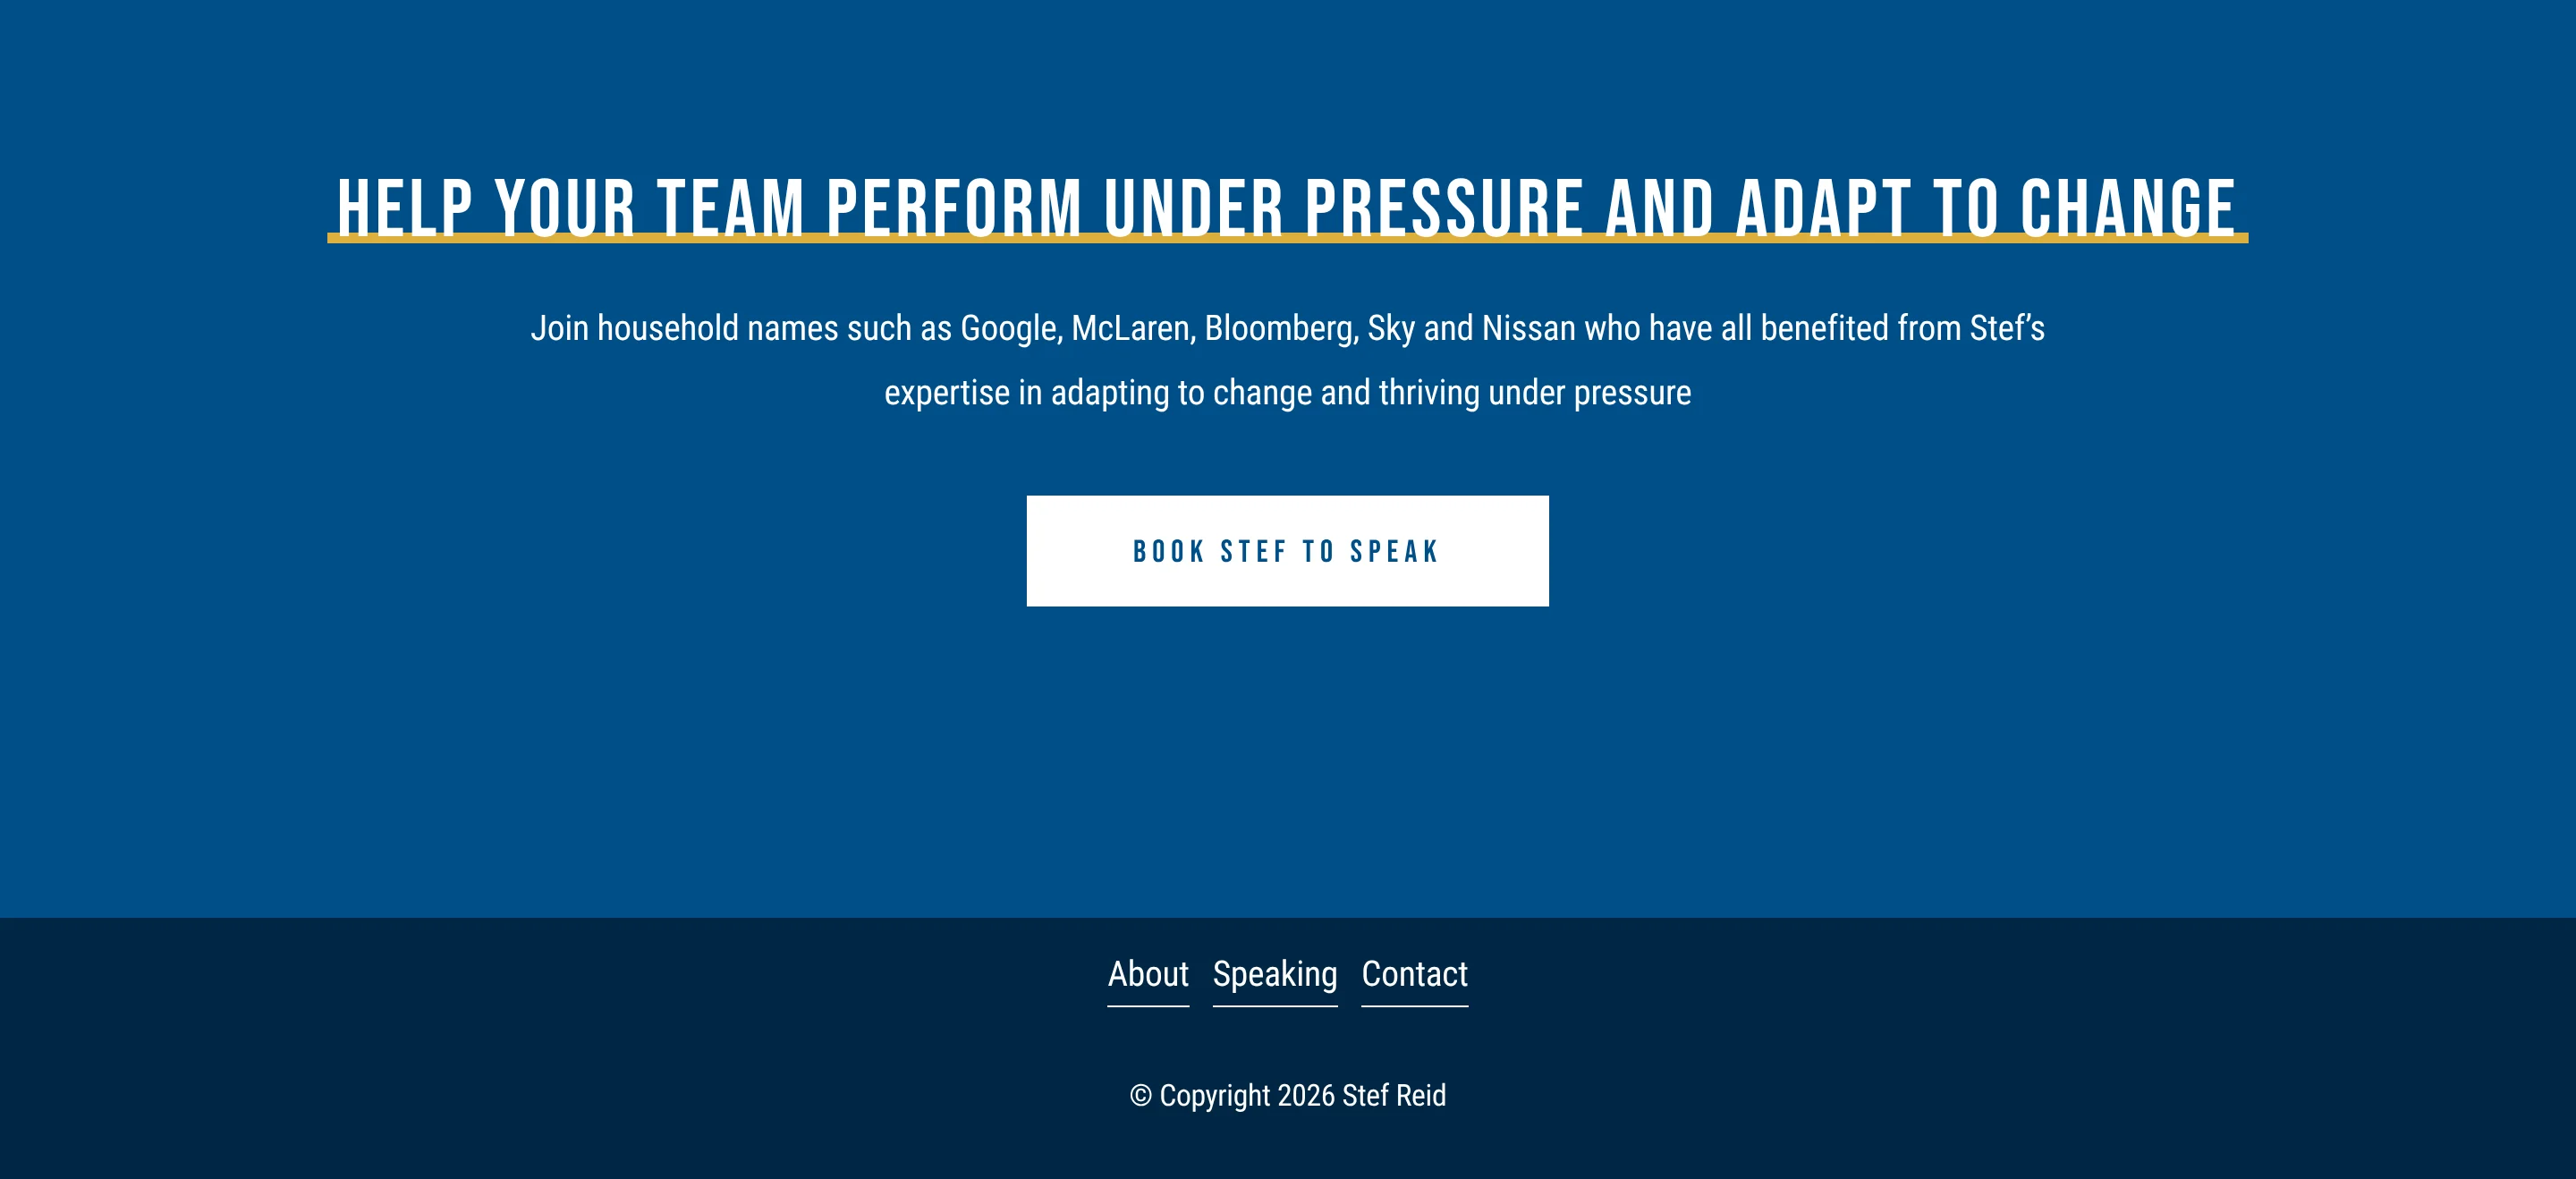 HELP YOUR TEAM PERFORM UNDER PRESSURE AND ADAPT TO CHANGE
Join household names such as Google, McLaren, Bloomberg, Sky and Nissan who have all benefited from Stef’s
expertise in adapting to change and thriving under pressure
BOOK STEF TO SPEAK
About Speaking Contact
© Copyright 2026 Stef Reid